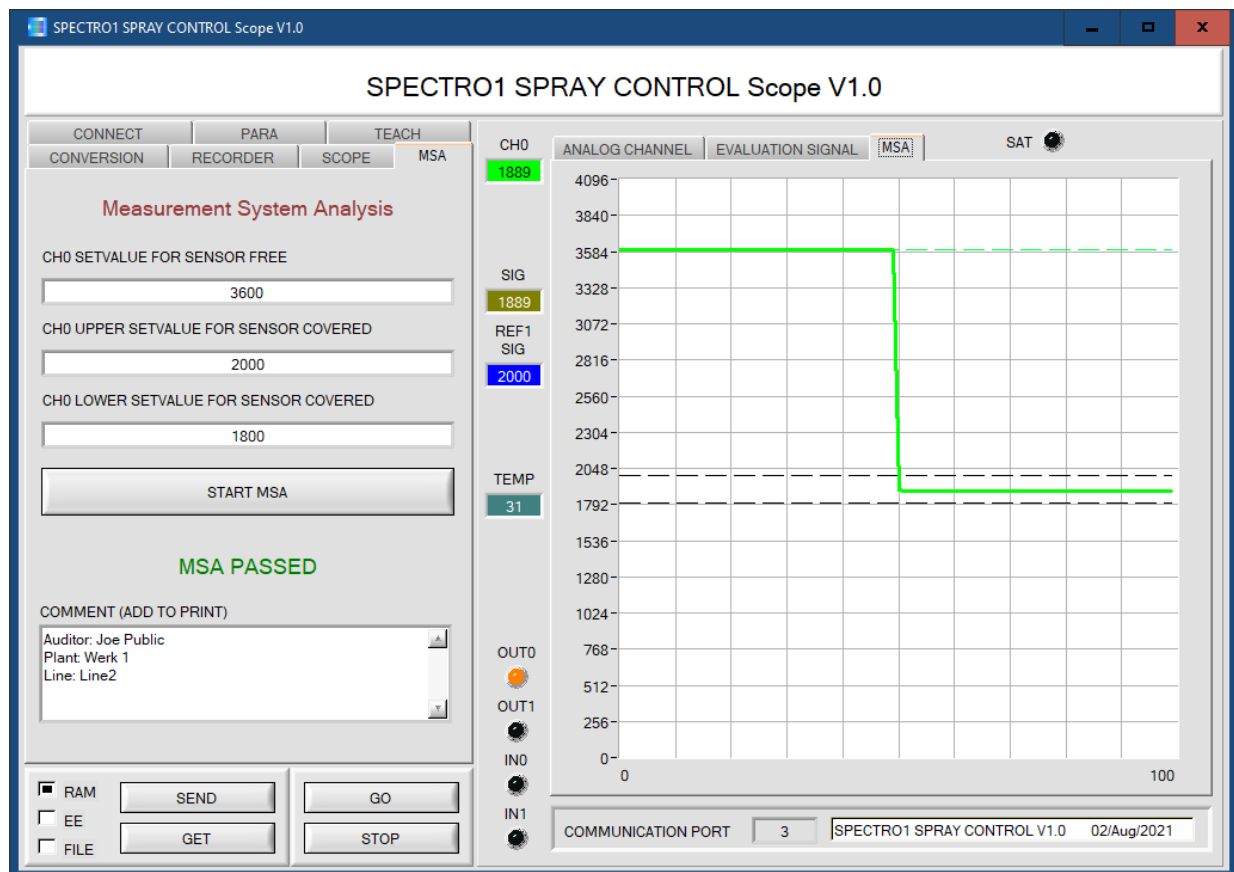 SPECTRO1 SPRAY CONTROL Scope V1.0
SPECTRO1 SPRAY CONTROL Scope V1.0
CONNECT PARA TEACH
CONVERSION RECORDER SCOPE MSA
Measurement System Analysis
CH0 SETVALUE FOR SENSOR FREE
3600
CH0 UPPER SETVALUE FOR SENSOR COVERED
2000
CH0 LOWER SETVALUE FOR SENSOR COVERED
1800
START MSA
MSA PASSED
COMMENT (ADD TO PRINT)
Auditor: Joe Public
Plant: Werk 1
Line: Line2
RAM
EE
FILE
SEND
GET
GO
STOP
CH0
1889
SIG
1889
REF1
SIG
2000
TEMP
31
OUT0
OUT1
IN0
IN1
ANALOG CHANNEL EVALUATION SIGNAL MSA
SAT
4096
3840
3584
3328
3072
2816
2560
2304
2048
1792
1536
1280
1024
768
512
256
0
0 100
COMMUNICATION PORT 3 SPECTRO1 SPRAY CONTROL V1.0 02/Aug/2021